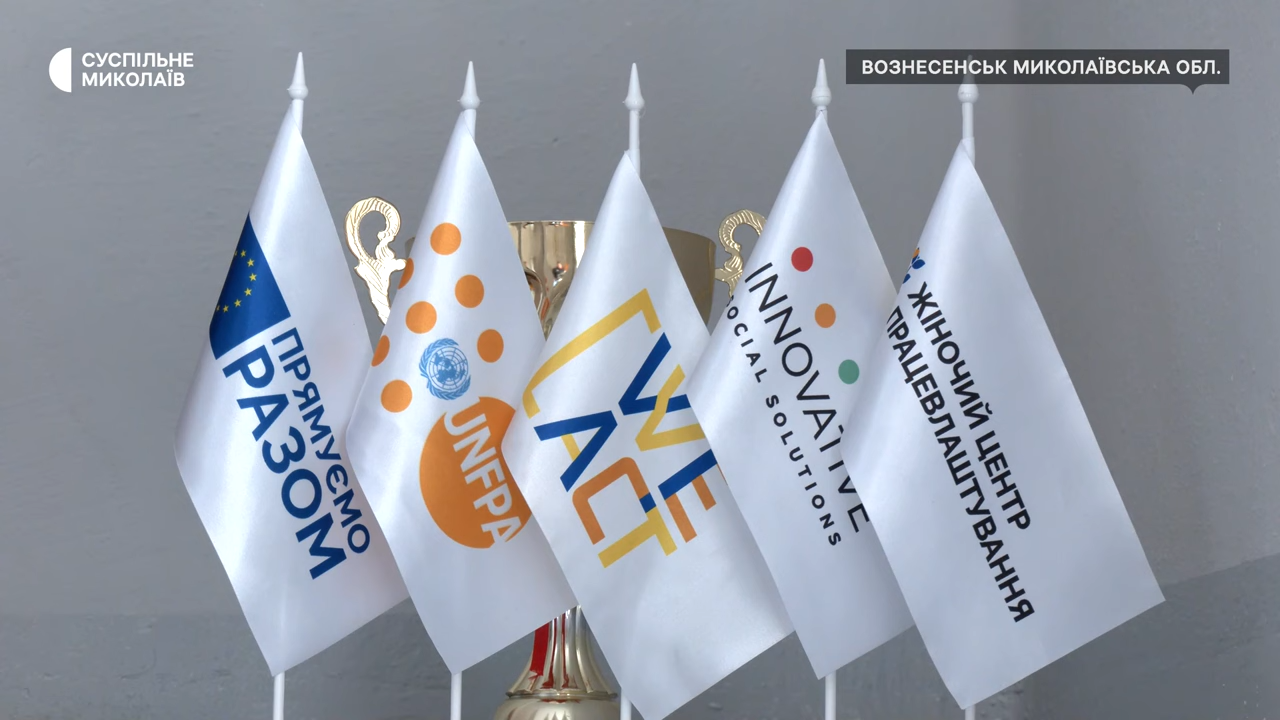 СУСПІЛЬНЕ
МИКОЛАЇВ
ВОЗНЕСЕНСЬК МИКОЛАЇВСЬКА ОБЛ.
ПРЯМУЄМО
РАЗОМ
UNFPA
WE
ACT
INNOVATIVE
SOCIAL SOLUTIONS
ЖІНОЧИЙ ЦЕНТР
ПРАЦЕВЛАШТУВАННЯ